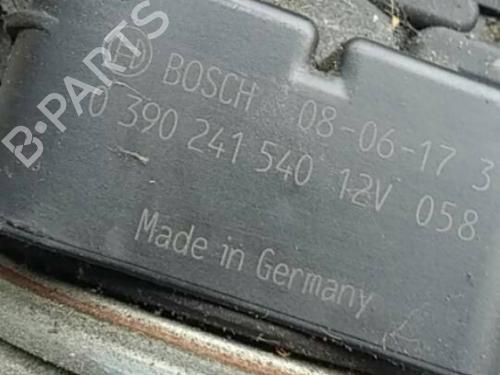 B-PARTS
BOSCH 08-06-17 3
0 390 241 540 12V 058
Made in Germany